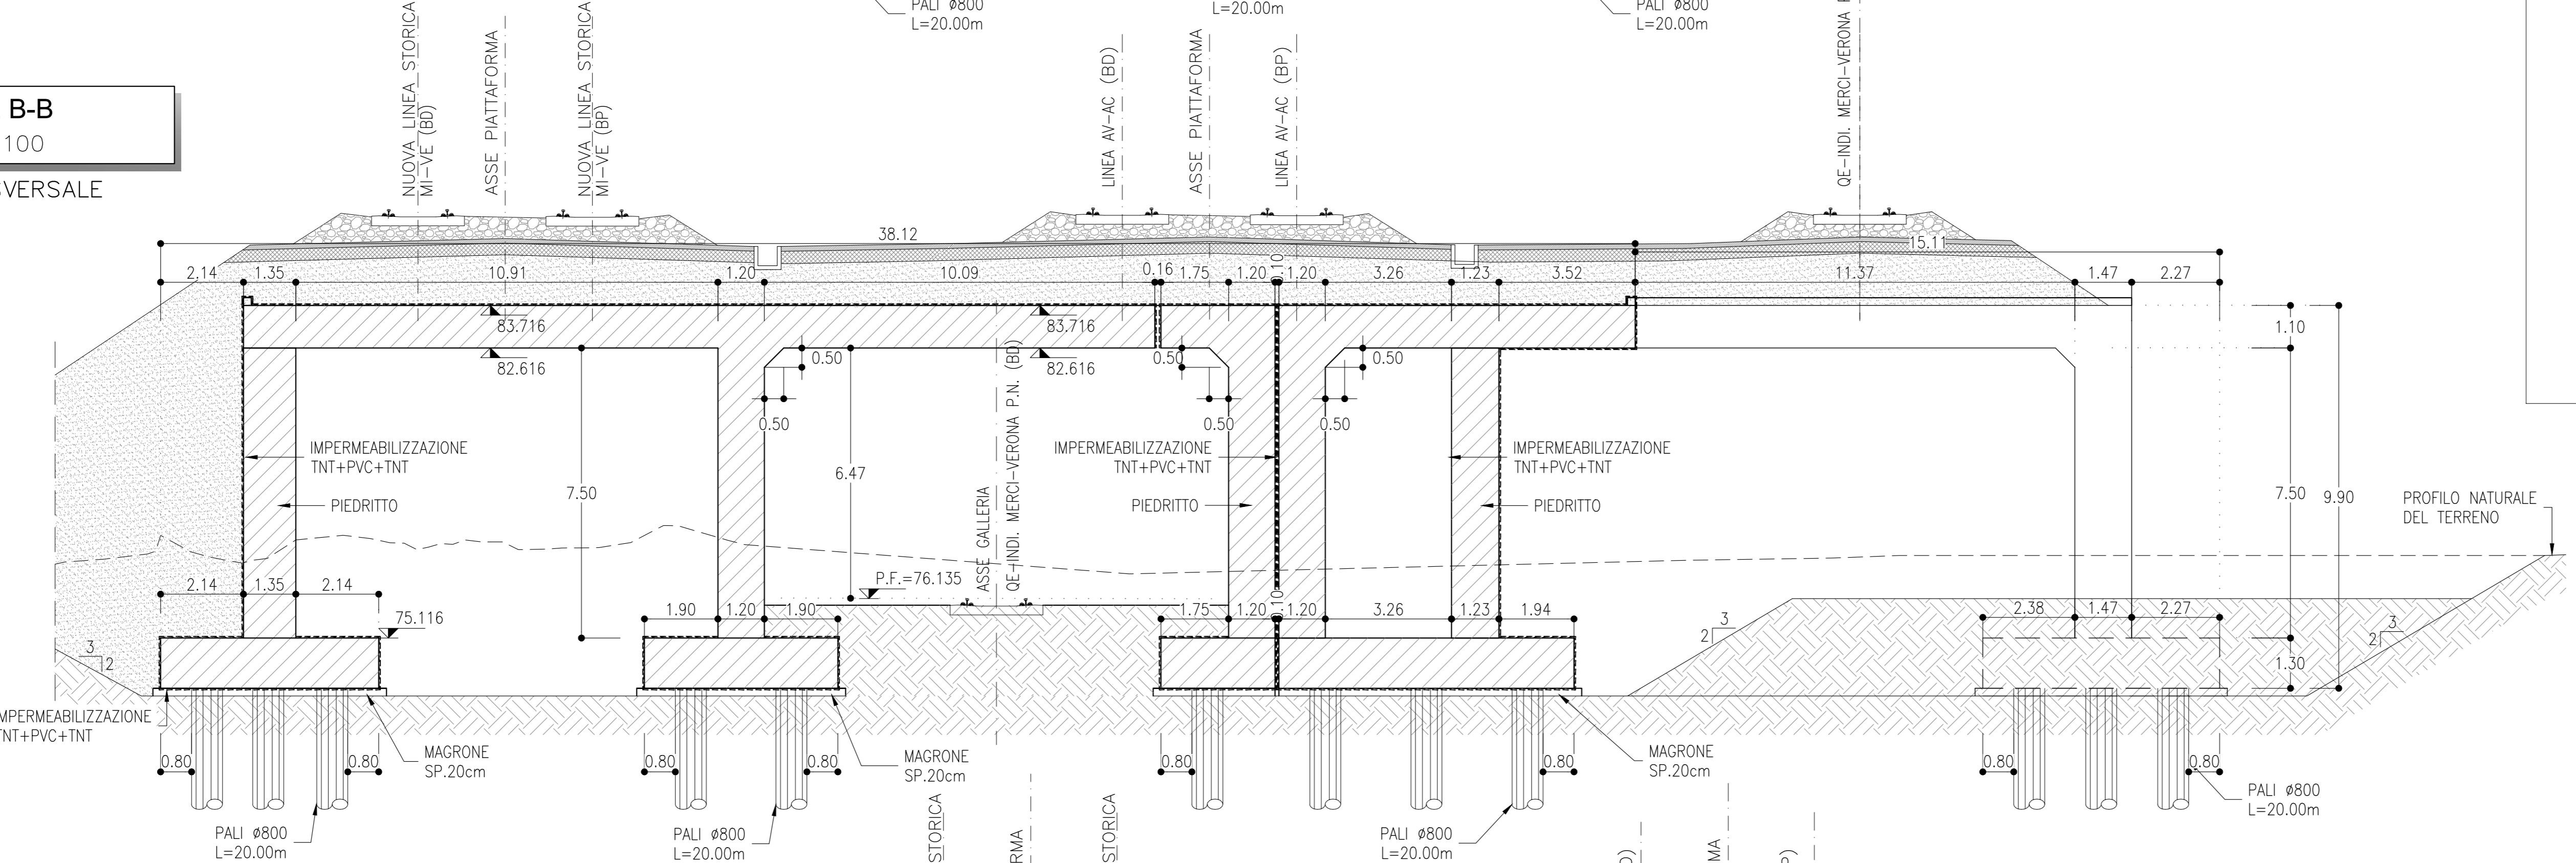 PALI Ø800
L=20.00m
L=20.00m
PALI Ø800
L=20.00m
B-B
100
NUOVA LINEA STORICA
MI-VE (BD)
ASSE PIATTAFORMA
NUOVA LINEA STORICA
MI-VE (BP)
LINEA AV-AC (BD)
ASSE PIATTAFORMA
LINEA AV-AC (BP)
QE-INDI. MERCI-VERONA
38.12
15.11
2.14
1.35
10.91
1.20
10.09
0.16
1.75
1.20
0.10
1.20
3.26
1.23
3.52
11.37
1.47
2.27
83.716
82.616
83.716
82.616
0.50
0.50
0.50
0.50
0.50
0.50
1.10
7.50
9.90
1.30
7.50
6.47
IMPERMEABILIZZAZIONE
TNT+PVC+TNT
PIEDRITTO
ASSE GALLERIA
QE-INDI. MERCI-VERONA P.N. (BD)
IMPERMEABILIZZAZIONE
TNT+PVC+TNT
PIEDRITTO
IMPERMEABILIZZAZIONE
TNT+PVC+TNT
PIEDRITTO
PROFILO NATURALE
DEL TERRENO
P.F.=76.135
2.14
1.35
2.14
75.116
1.90
1.20
1.90
1.75
1.20
0.10
1.20
3.26
1.23
1.94
2.38
1.47
2.27
3
2
3
2
3
2
TNT+PVC+TNT
MAGRONE
SP.20cm
MAGRONE
SP.20cm
MAGRONE
SP.20cm
0.80
0.80
0.80
0.80
0.80
0.80
0.80
0.80
PALI Ø800
L=20.00m
PALI Ø800
L=20.00m
PALI Ø800
L=20.00m
PALI Ø800
L=20.00m
STORICA
STORICA